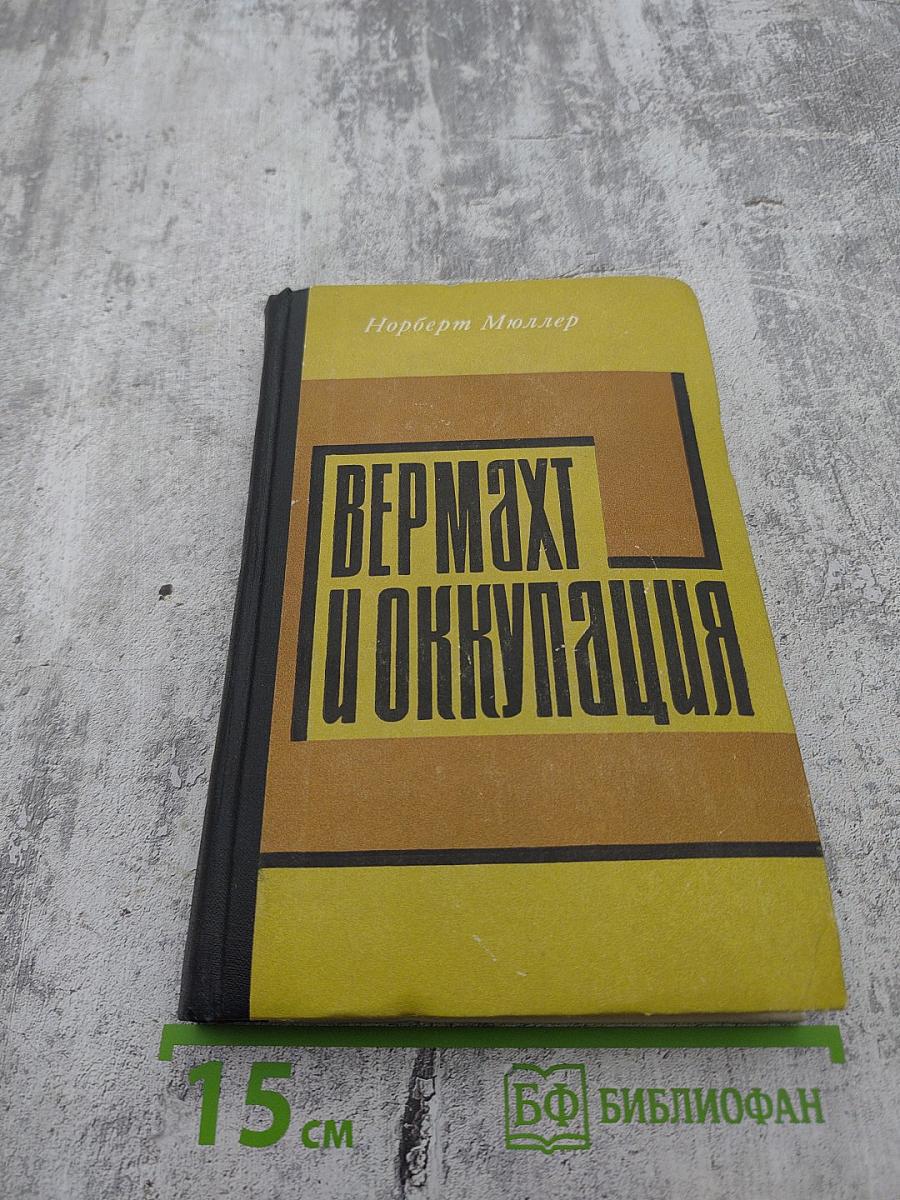 Норберт Мюллер
ВЕРМАХТ
И ОККУПАЦИЯ
15 см
БФ БИБЛИОФАН